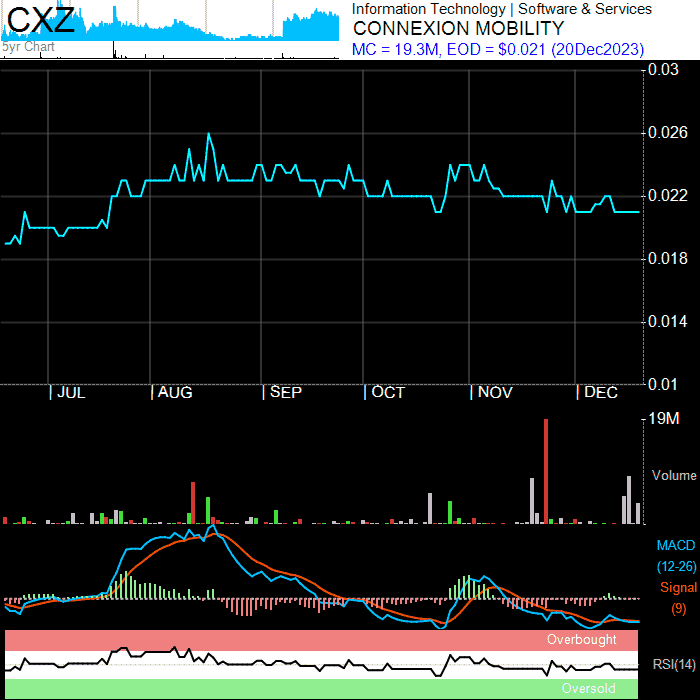 CXZ
5yr Chart
Information Technology | Software & Services
CONNEXION MOBILITY
MC = 19.3M, EOD = $0.021 (20Dec2023)
0.03
0.026
0.022
0.018
0.014
0.01
| JUL | AUG | SEP | OCT | NOV | DEC
19M
Volume
MACD
(12-26)
Signal
(9)
Overbought
RSI(14)
Oversold